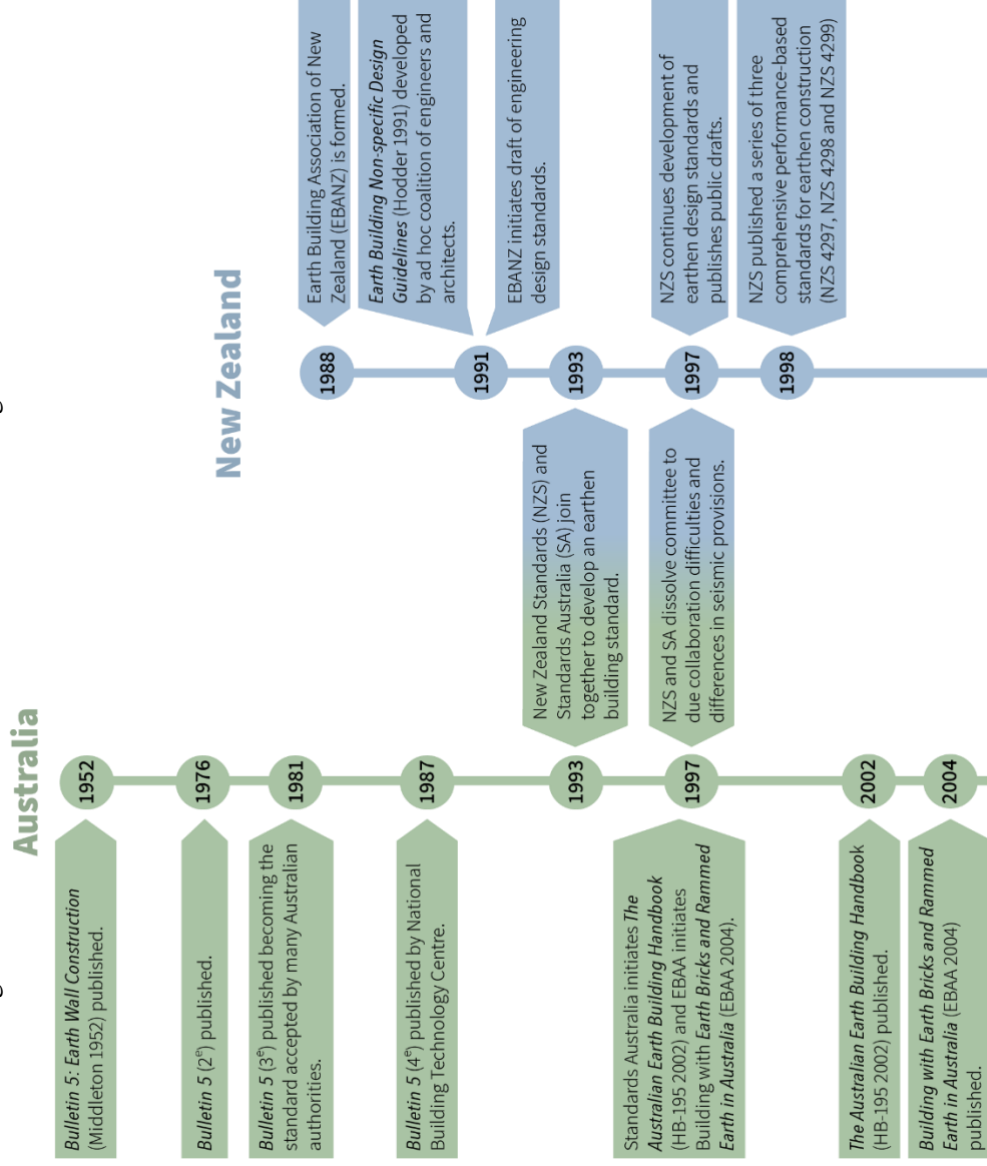 Australia
1952
Bulletin 5: Earth Wall Construction
(Middleton 1952) published.
1976
Bulletin 5 (2ᵉ) published.
1981
Bulletin 5 (3ᵉ) published becoming the
standard accepted by many Australian
authorities.
1987
Bulletin 5 (4ᵉ) published by National
Building Technology Centre.
1993
New Zealand Standards (NZS) and
Standards Australia (SA) join
together to develop an earthen
building standard.
1997
Standards Australia initiates The
Australian Earth Building Handbook
(HB-195 2002) and EBAA initiates
Building with Earth Bricks and Rammed
Earth in Australia (EBAA 2004).
NZS and SA dissolve committee to
due collaboration difficulties and
differences in seismic provisions.
2002
The Australian Earth Building Handbook
(HB-195 2002) published.
2004
Building with Earth Bricks and Rammed
Earth in Australia (EBAA 2004)
published.
New Zealand
1988
Earth Building Association of New
Zealand (EBANZ) is formed.
1991
Earth Building Non-specific Design
Guidelines (Hodder 1991) developed
by ad hoc coalition of engineers and
architects.
EBANZ initiates draft of engineering
design standards.
1993
1997
NZS continues development of
earthen design standards and
publishes public drafts.
1998
NZS published a series of three
comprehensive performance-based
standards for earthen construction
(NZS 4297, NZS 4298 and NZS 4299)